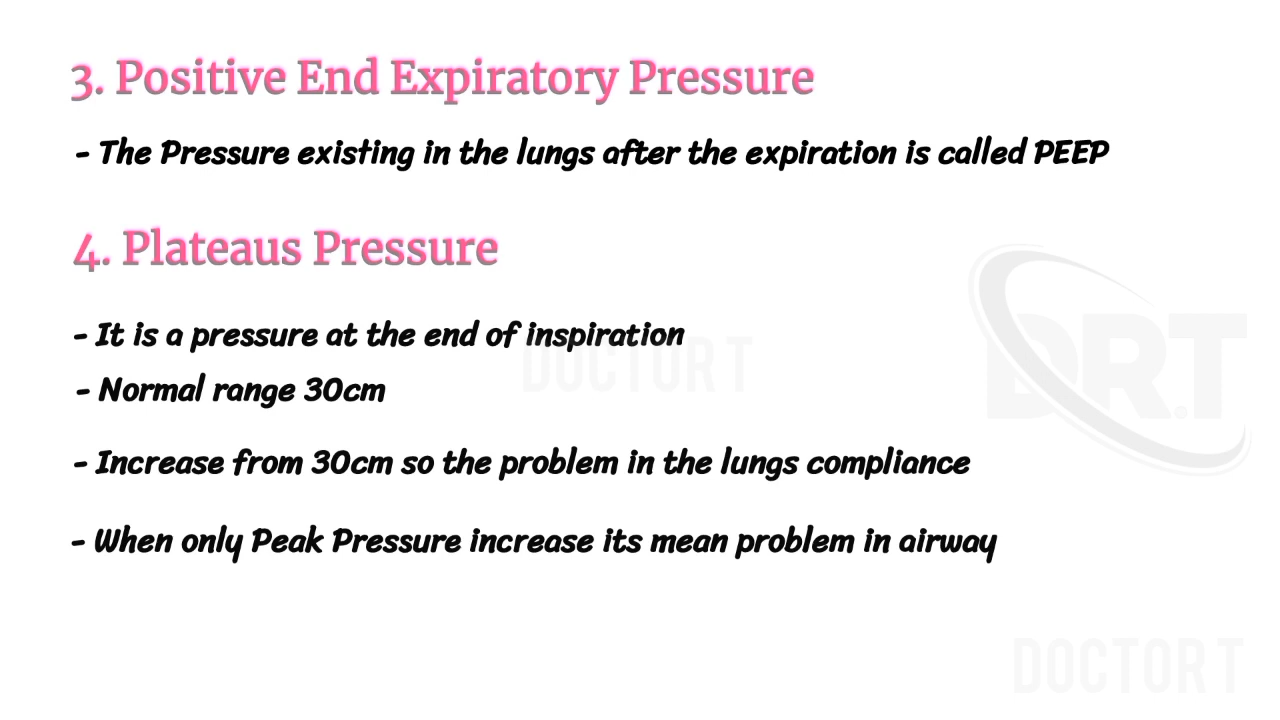 3. Positive End Expiratory Pressure
- The Pressure existing in the lungs after the expiration is called PEEP
4. Plateaus Pressure
- It is a pressure at the end of inspiration
DOCTOR T
- Normal range 30cm
DR.T
- Increase from 30cm so the problem in the lungs compliance
- When only Peak Pressure increase its mean problem in airway
DOCTOR T